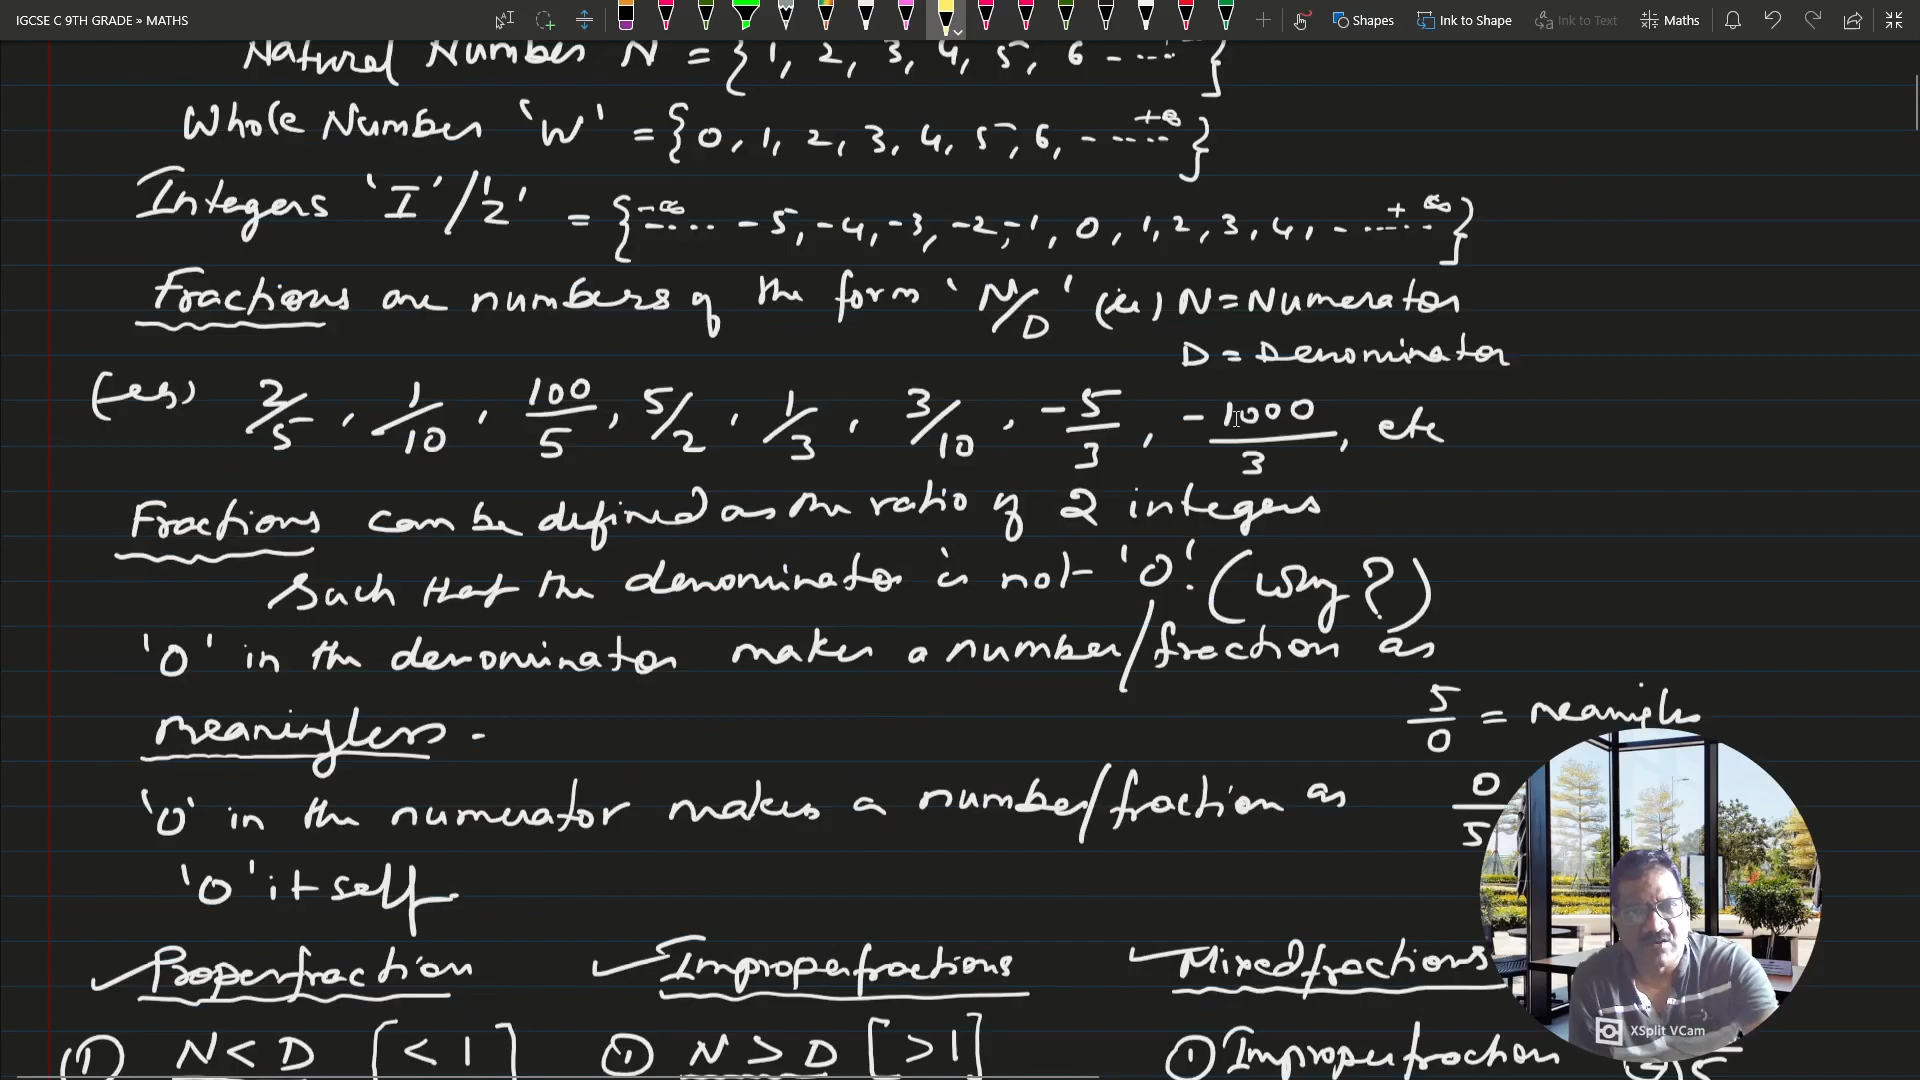 IGCSE C 9TH GRADE » MATHS
Shapes Ink to Shape Ink to Text Maths
Natural Number N = {1, 2, 3, 4, 5, 6 ----- }
Whole Number 'W' = {0, 1, 2, 3, 4, 5, 6, ------ +∞}
Integers 'I'/'Z' = {-∞ ----- -5, -4, -3, -2, -1, 0, 1, 2, 3, 4, ------ +∞}
Fractions are numbers of the form 'N/D' (ie) N = Numerator
D = Denominator
(eg) 2/5, 1/10, 100/5, 5/2, 1/3, 3/10, -5/3, -1000/3, etc
Fractions can be defined as the ratio of 2 integers
Such that the denominator is not '0'. (Why?)
'0' in the denominator makes a number/fraction as
meaningless.
5/0 =
'0' in the numerator makes a number/fraction as
0/5
'0' itself
✓Proper fraction ✓Improper fractions ✓Mixed fractions
① N < D [< 1] ① N > D [> 1] ① Improper fraction
XSplit VCam